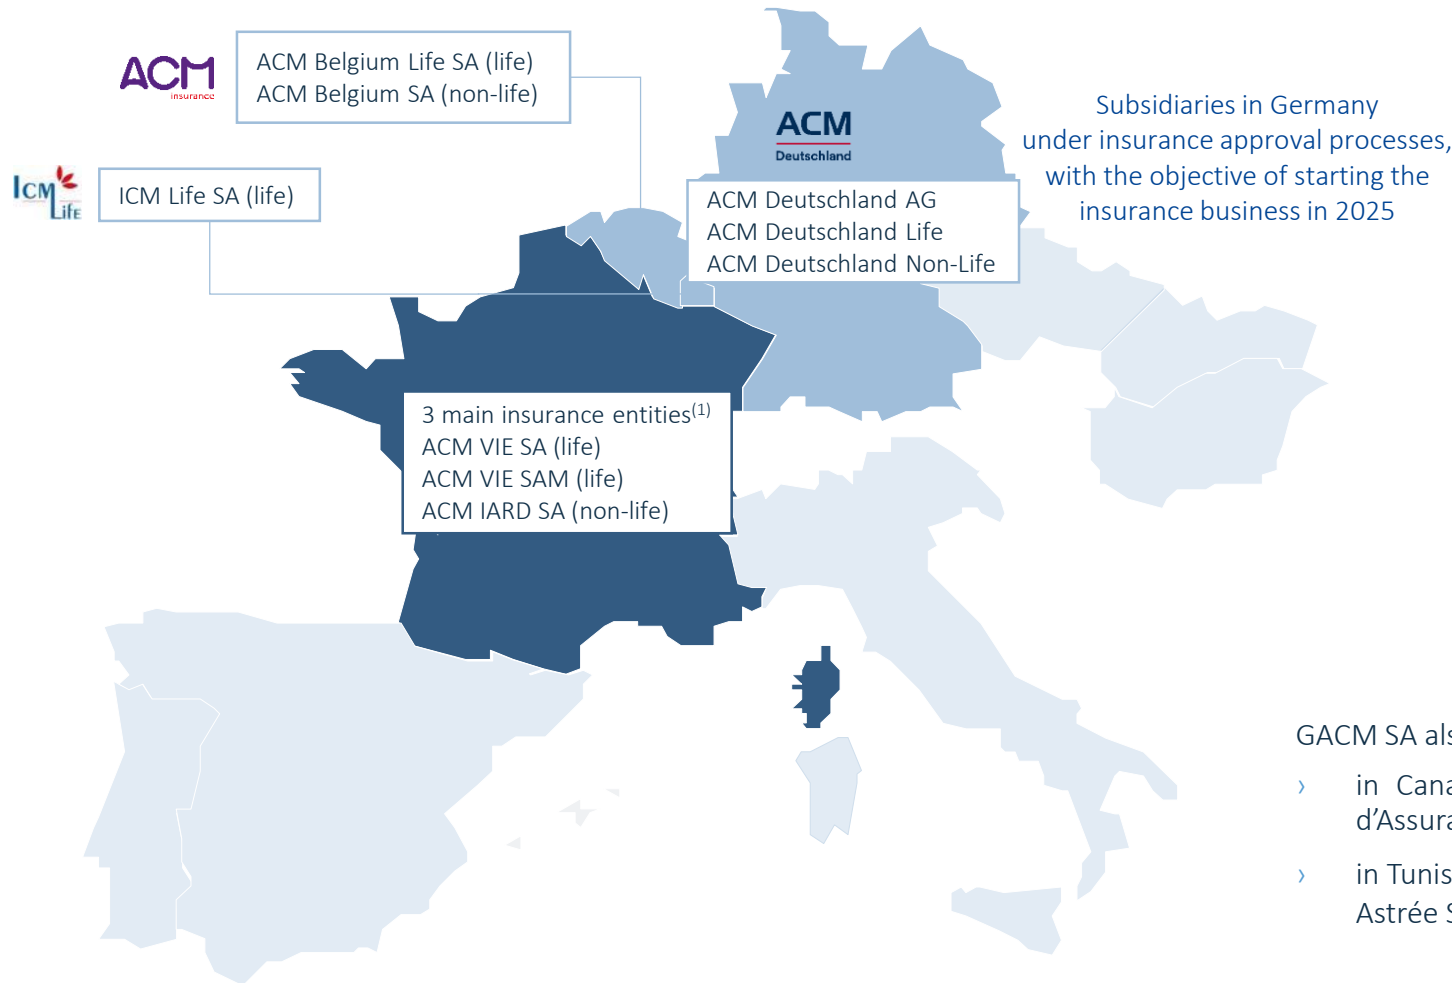 ACM
insurance
ACM Belgium Life SA (life)
ACM Belgium SA (non-life)
ICM Life
ICM Life SA (life)
ACM
Deutschland
ACM Deutschland AG
ACM Deutschland Life
ACM Deutschland Non-Life
Subsidiaries in Germany
under insurance approval processes,
with the objective of starting the
insurance business in 2025
3 main insurance entities(1)
ACM VIE SA (life)
ACM VIE SAM (life)
ACM IARD SA (non-life)
GACM SA
› in
› in
Astrée